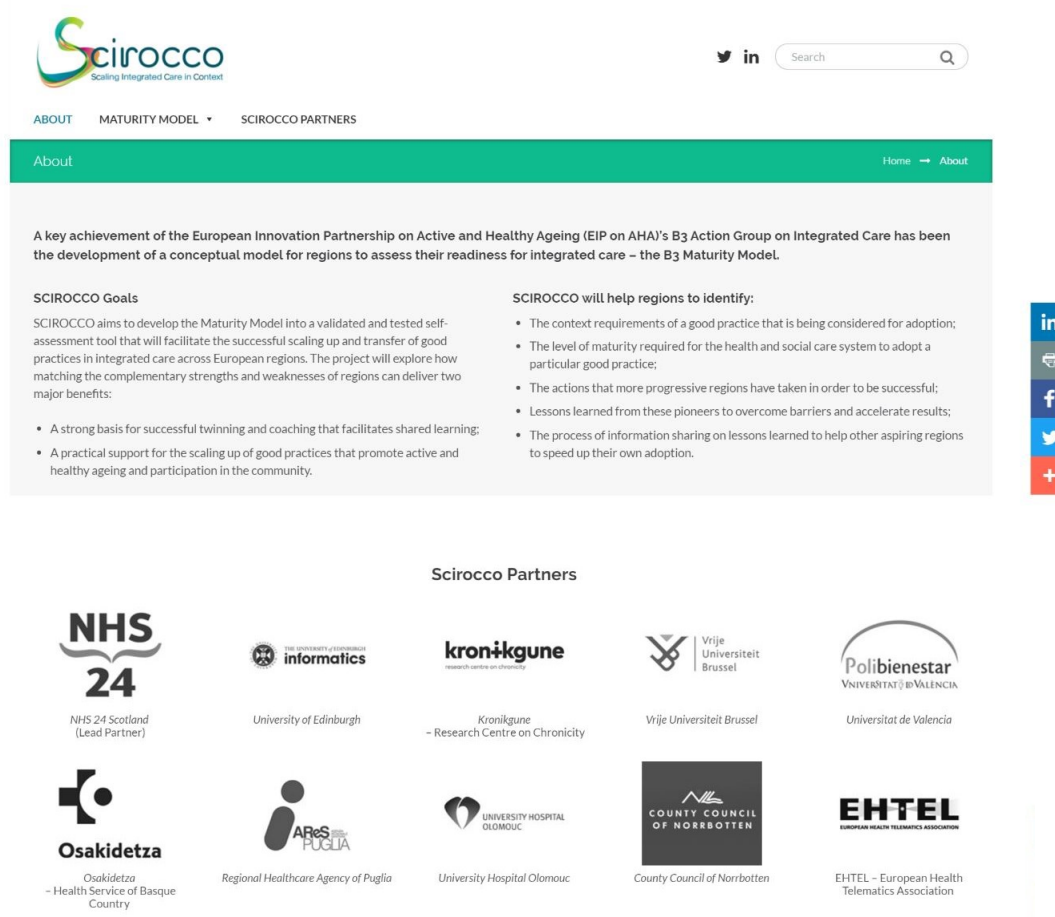 Scirocco
Scaling Integrated Care in Context
Search
ABOUT MATURITY MODEL SCIROCCO PARTNERS
About
Home → About
A key achievement of the European Innovation Partnership on Active and Healthy Ageing (EIP on AHA)'s B3 Action Group on Integrated Care has been
the development of a conceptual model for regions to assess their readiness for integrated care – the B3 Maturity Model.
SCIROCCO Goals
SCIROCCO aims to develop the Maturity Model into a validated and tested self-
assessment tool that will facilitate the successful scaling up and transfer of good
practices in integrated care across European regions. The project will explore how
matching the complementary strengths and weaknesses of regions can deliver two
major benefits:
• A strong basis for successful twinning and coaching that facilitates shared learning;
• A practical support for the scaling up of good practices that promote active and
healthy ageing and participation in the community.
SCIROCCO will help regions to identify:
• The context requirements of a good practice that is being considered for adoption;
• The level of maturity required for the health and social care system to adopt a
particular good practice;
• The actions that more progressive regions have taken in order to be successful;
• Lessons learned from these pioneers to overcome barriers and accelerate results;
• The process of information sharing on lessons learned to help other aspiring regions
to speed up their own adoption.
Scirocco Partners
NHS
24
NHS 24 Scotland
(Lead Partner)
THE UNIVERSITY of EDINBURGH
informatics
University of Edinburgh
kronikgune
research centre on chronicity
Kronikgune
– Research Centre on Chronicity
Vrije
Universiteit
Brussel
Vrije Universiteit Brussel
Polibienestar
VNIVERSITAT D VALÈNCIA
Universitat de Valencia
Osakidetza
Osakidetza
– Health Service of Basque
Country
AReS
PUGLIA
Regional Healthcare Agency of Puglia
UNIVERSITY HOSPITAL
OLOMOUC
University Hospital Olomouc
NLL
COUNTY COUNCIL
OF NORRBOTTEN
County Council of Norrbotten
EHTEL
EUROPEAN HEALTH TELEMATICS ASSOCIATION
EHTEL – European Health
Telematics Association